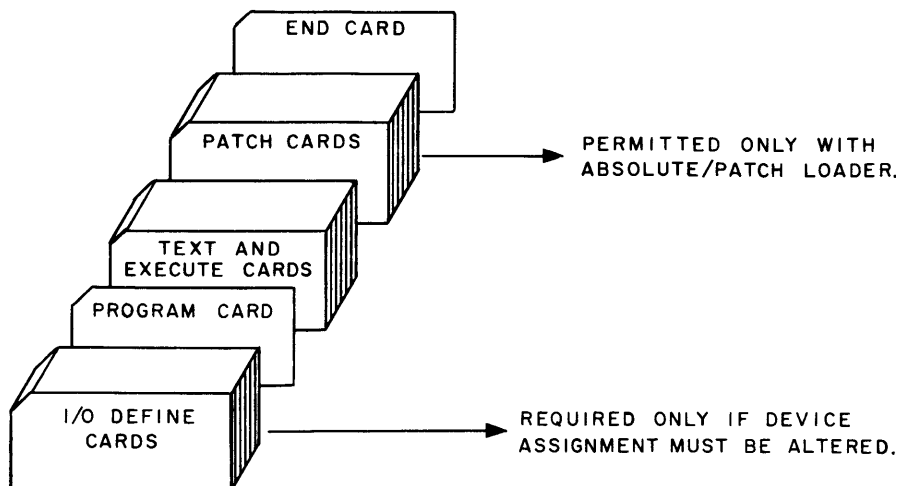 END CARD
PATCH CARDS
PERMITTED ONLY WITH
ABSOLUTE/PATCH LOADER.
TEXT AND
EXECUTE CARDS
PROGRAM CARD
I/O DEFINE
CARDS
REQUIRED ONLY IF DEVICE
ASSIGNMENT MUST BE ALTERED.